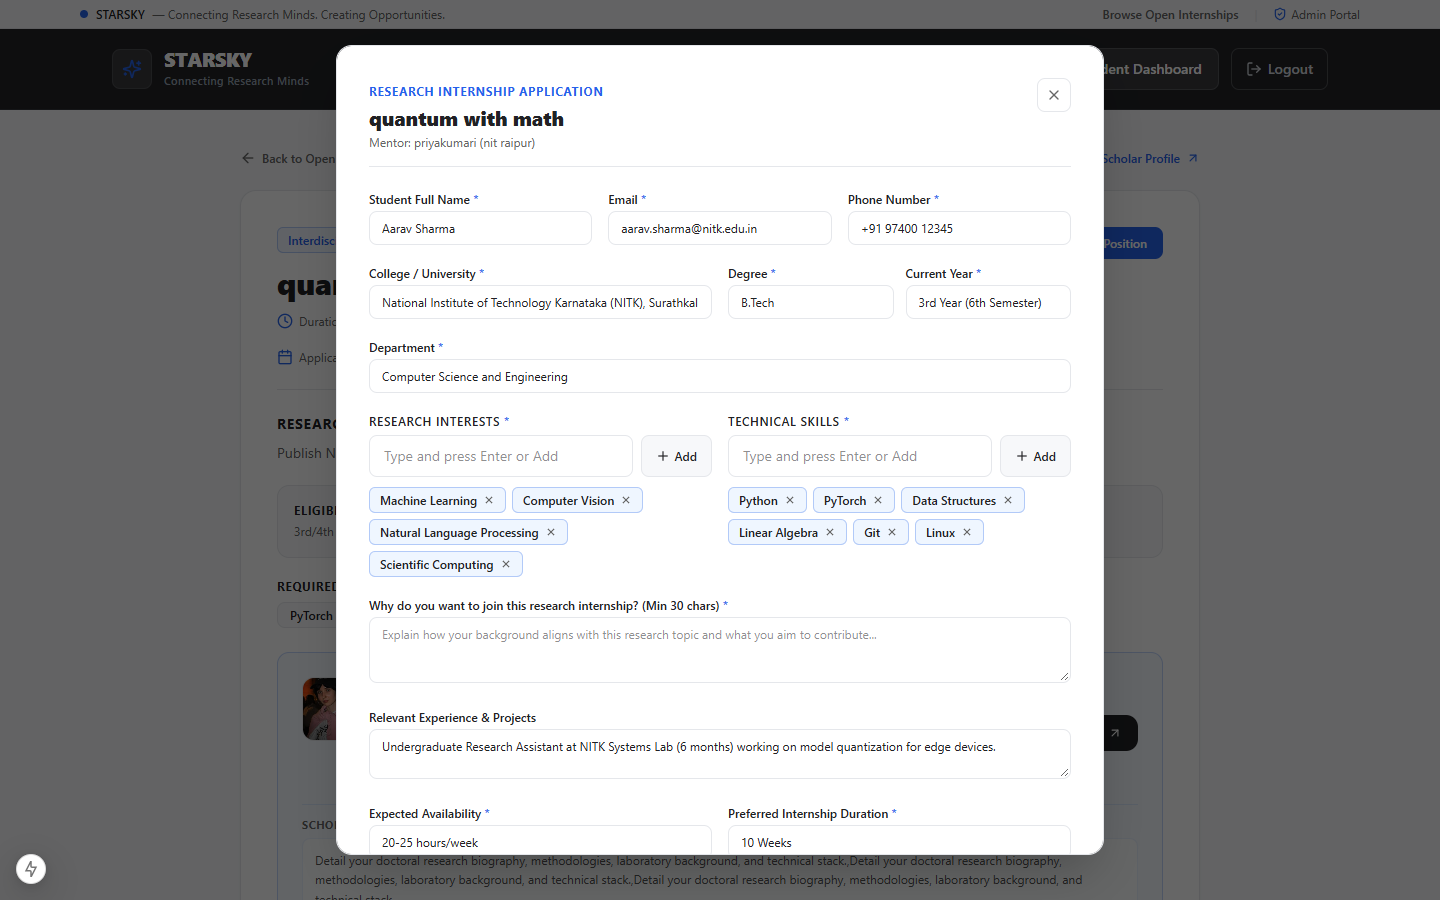 STARSKY — Connecting Research Minds. Creating Opportunities.
Browse Open Internships
Admin Portal
STARSKY
Connecting Research Minds
dent Dashboard
Logout
Back to Open
Scholar Profile
Interdisc
Position
quan
Duratio
Applica
RESEARC
Publish N
ELIGIBI
3rd/4th
REQUIRED
PyTorch
SCHO
RESEARCH INTERNSHIP APPLICATION
quantum with math
Mentor: priyakumari (nit raipur)
Student Full Name *
Email *
Phone Number *
Aarav Sharma
aarav.sharma@nitk.edu.in
+91 97400 12345
College / University *
Degree *
Current Year *
National Institute of Technology Karnataka (NITK), Surathkal
B.Tech
3rd Year (6th Semester)
Department *
Computer Science and Engineering
RESEARCH INTERESTS *
Type and press Enter or Add
+ Add
Machine Learning ×
Computer Vision ×
Natural Language Processing ×
Scientific Computing ×
TECHNICAL SKILLS *
Type and press Enter or Add
+ Add
Python ×
PyTorch ×
Data Structures ×
Linear Algebra ×
Git ×
Linux ×
Why do you want to join this research internship? (Min 30 chars) *
Explain how your background aligns with this research topic and what you aim to contribute...
Relevant Experience & Projects
Undergraduate Research Assistant at NITK Systems Lab (6 months) working on model quantization for edge devices.
Expected Availability *
Preferred Internship Duration *
20-25 hours/week
10 Weeks
Detail your doctoral research biography, methodologies, laboratory background, and technical stack.,Detail your doctoral research biography,
methodologies, laboratory background, and technical stack.,Detail your doctoral research biography, methodologies, laboratory background, and
technical stack.